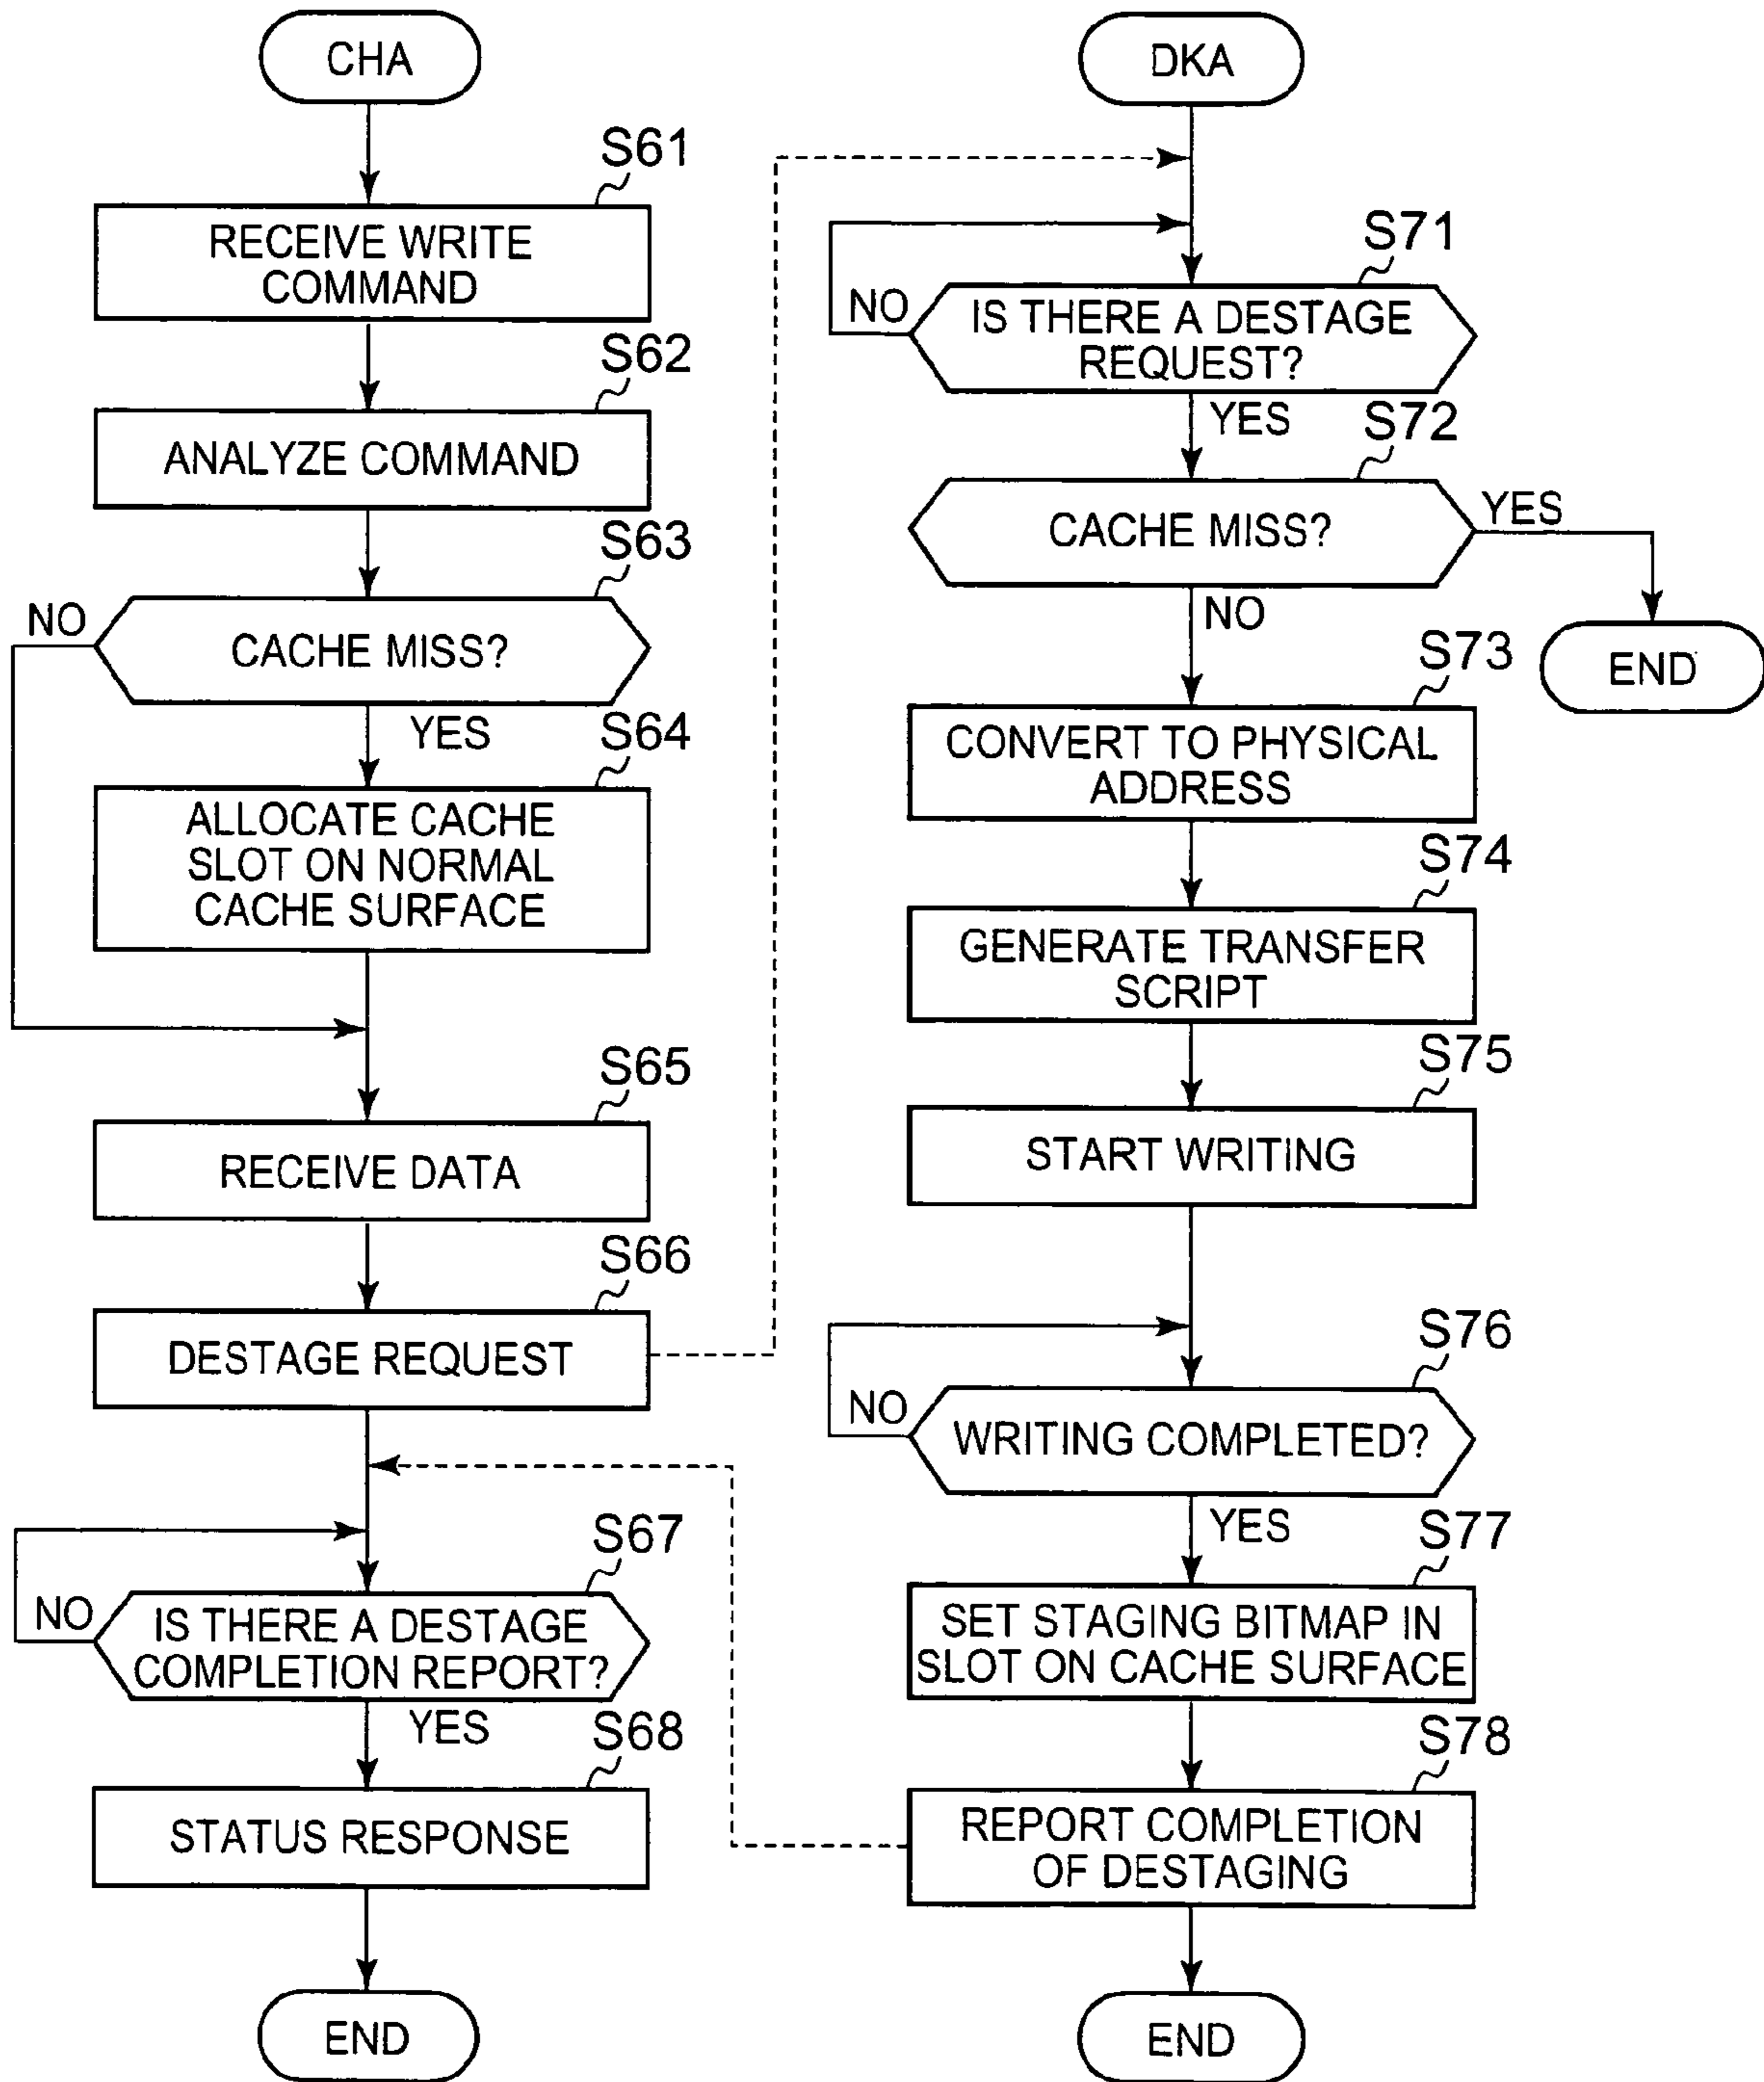 CHA
S61
RECEIVE WRITE
COMMAND
S62
ANALYZE COMMAND
S63
NO
CACHE MISS?
YES
S64
ALLOCATE CACHE
SLOT ON NORMAL
CACHE SURFACE
S65
RECEIVE DATA
S66
DESTAGE REQUEST
S67
NO
IS THERE A DESTAGE
COMPLETION REPORT?
YES
S68
STATUS RESPONSE
END
DKA
S71
NO
IS THERE A DESTAGE
REQUEST?
YES
S72
CACHE MISS?
YES
NO
END
S73
CONVERT TO PHYSICAL
ADDRESS
S74
GENERATE TRANSFER
SCRIPT
S75
START WRITING
S76
NO
WRITING COMPLETED?
YES
S77
SET STAGING BITMAP IN
SLOT ON CACHE SURFACE
S78
REPORT COMPLETION
OF DESTAGING
END